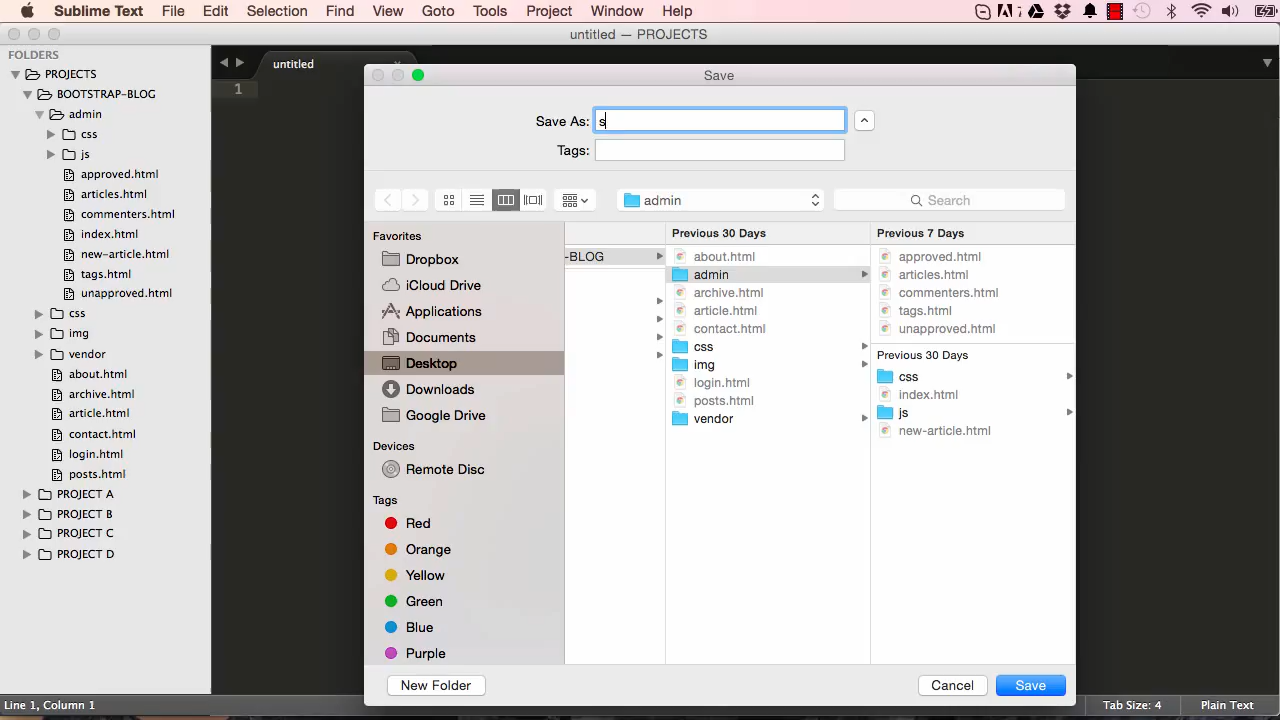 Sublime Text File Edit Selection Find View Goto Tools Project Window Help
untitled — PROJECTS
FOLDERS
PROJECTS
BOOTSTRAP-BLOG
admin
css
js
approved.html
articles.html
commenters.html
index.html
new-article.html
tags.html
unapproved.html
css
img
vendor
about.html
archive.html
article.html
contact.html
login.html
posts.html
PROJECT A
PROJECT B
PROJECT C
PROJECT D
untitled
1
Save
Save As: s
Tags:
admin
Search
Favorites
Dropbox
iCloud Drive
Applications
Documents
Desktop
Downloads
Google Drive
Devices
Remote Disc
Tags
Red
Orange
Yellow
Green
Blue
Purple
-BLOG
Previous 30 Days
about.html
admin
archive.html
article.html
contact.html
css
img
login.html
posts.html
vendor
Previous 7 Days
approved.html
articles.html
commenters.html
tags.html
unapproved.html
Previous 30 Days
css
index.html
js
new-article.html
New Folder
Cancel
Save
Line 1, Column 1
Tab Size: 4
Plain Text